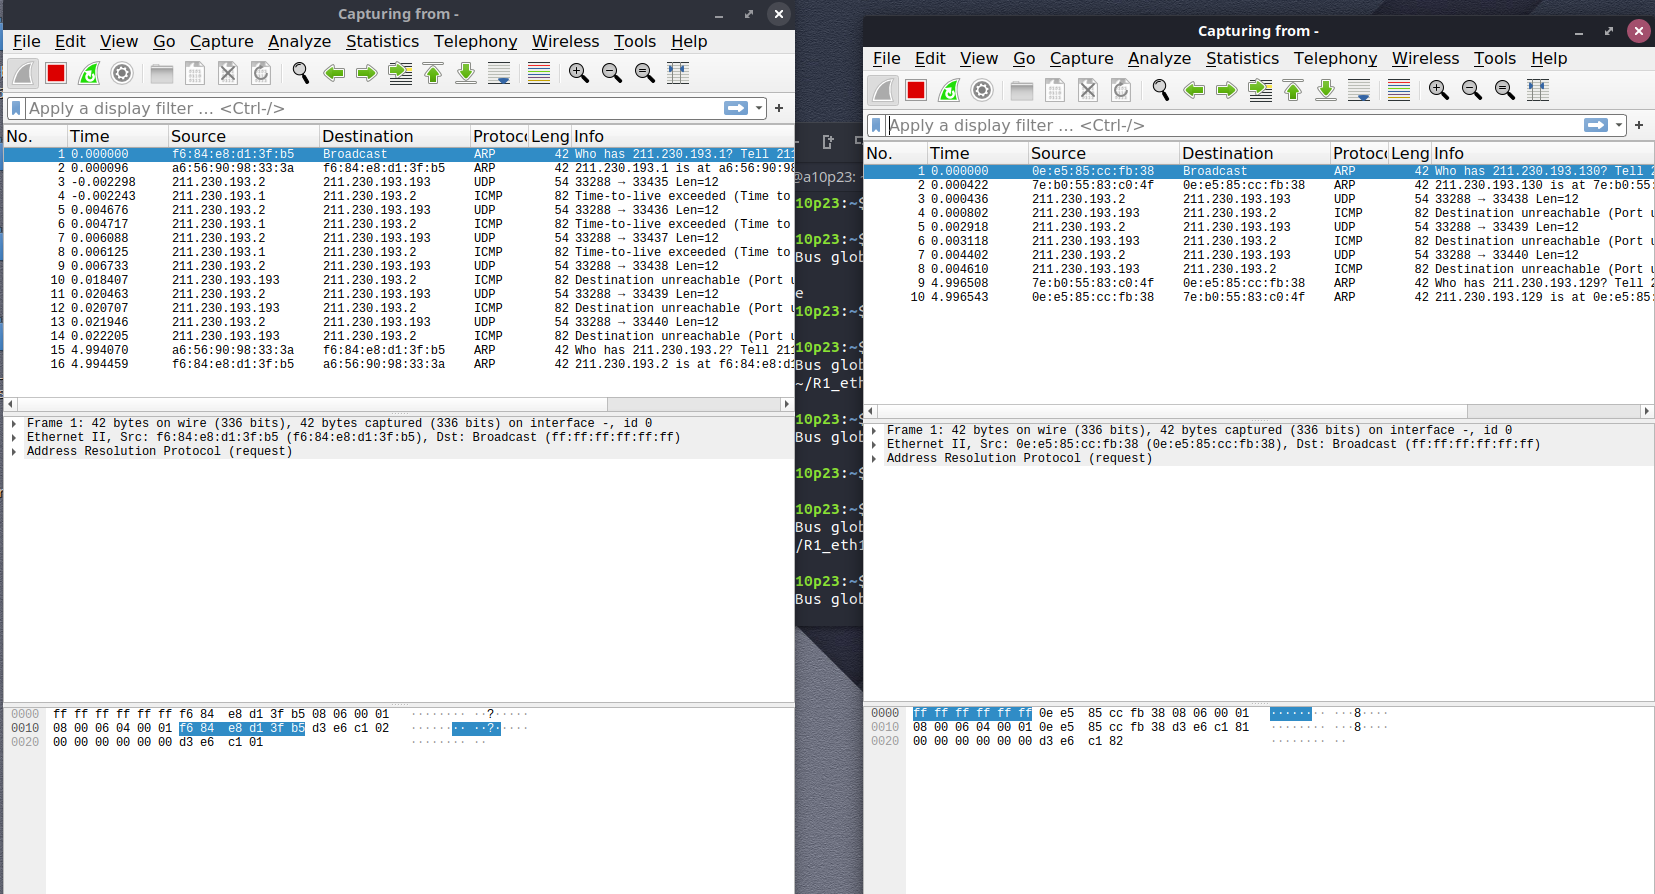 Capturing from -
File Edit View Go Capture Analyze Statistics Telephony Wireless Tools Help
Apply a display filter ... <Ctrl-/>
No. Time Source Destination Protoc Leng Info
1 0.000000 f6:84:e8:d1:3f:b5 Broadcast ARP 42 Who has 211.230.193.1? Tell 211
2 0.000096 a6:56:90:98:33:3a f6:84:e8:d1:3f:b5 ARP 42 211.230.193.1 is at a6:56:90:98
3 -0.002298 211.230.193.2 211.230.193.193 UDP 54 33288 → 33435 Len=12
4 -0.002243 211.230.193.1 211.230.193.2 ICMP 82 Time-to-live exceeded (Time to
5 0.004676 211.230.193.2 211.230.193.193 UDP 54 33288 → 33436 Len=12
6 0.004717 211.230.193.1 211.230.193.2 ICMP 82 Time-to-live exceeded (Time to
7 0.006088 211.230.193.2 211.230.193.193 UDP 54 33288 → 33437 Len=12
8 0.006125 211.230.193.1 211.230.193.2 ICMP 82 Time-to-live exceeded (Time to
9 0.006733 211.230.193.2 211.230.193.193 UDP 54 33288 → 33438 Len=12
10 0.018407 211.230.193.193 211.230.193.2 ICMP 82 Destination unreachable (Port u
11 0.020463 211.230.193.2 211.230.193.193 UDP 54 33288 → 33439 Len=12
12 0.020707 211.230.193.193 211.230.193.2 ICMP 82 Destination unreachable (Port u
13 0.021946 211.230.193.2 211.230.193.193 UDP 54 33288 → 33440 Len=12
14 0.022205 211.230.193.193 211.230.193.2 ICMP 82 Destination unreachable (Port u
15 4.994070 a6:56:90:98:33:3a f6:84:e8:d1:3f:b5 ARP 42 Who has 211.230.193.2? Tell 211
16 4.994459 f6:84:e8:d1:3f:b5 a6:56:90:98:33:3a ARP 42 211.230.193.2 is at f6:84:e8:d1
Frame 1: 42 bytes on wire (336 bits), 42 bytes captured (336 bits) on interface -, id 0
Ethernet II, Src: f6:84:e8:d1:3f:b5 (f6:84:e8:d1:3f:b5), Dst: Broadcast (ff:ff:ff:ff:ff:ff)
Address Resolution Protocol (request)
0000 ff ff ff ff ff ff f6 84 e8 d1 3f b5 08 06 00 01 ········ ··?·····
0010 08 00 06 04 00 01 f6 84 e8 d1 3f b5 d3 e6 c1 02 ········ ··?·····
0020 00 00 00 00 00 00 d3 e6 c1 01 ········ ··
@a10p23:
10p23:~$
10p23:~$
Bus glob
e
10p23:~$
10p23:~$
Bus glob
~/R1_eth
10p23:~$
Bus glob
10p23:~$
10p23:~$
Bus glob
/R1_eth1
10p23:~$
Bus glob
Capturing from -
File Edit View Go Capture Analyze Statistics Telephony Wireless Tools Help
Apply a display filter ... <Ctrl-/>
No. Time Source Destination Protoc Leng Info
1 0.000000 0e:e5:85:cc:fb:38 Broadcast ARP 42 Who has 211.230.193.130? Tell 2
2 0.000422 7e:b0:55:83:c0:4f 0e:e5:85:cc:fb:38 ARP 42 211.230.193.130 is at 7e:b0:55:
3 0.000436 211.230.193.2 211.230.193.193 UDP 54 33288 → 33438 Len=12
4 0.000802 211.230.193.193 211.230.193.2 ICMP 82 Destination unreachable (Port u
5 0.002918 211.230.193.2 211.230.193.193 UDP 54 33288 → 33439 Len=12
6 0.003118 211.230.193.193 211.230.193.2 ICMP 82 Destination unreachable (Port u
7 0.004402 211.230.193.2 211.230.193.193 UDP 54 33288 → 33440 Len=12
8 0.004610 211.230.193.193 211.230.193.2 ICMP 82 Destination unreachable (Port u
9 4.996508 7e:b0:55:83:c0:4f 0e:e5:85:cc:fb:38 ARP 42 Who has 211.230.193.129? Tell 2
10 4.996543 0e:e5:85:cc:fb:38 7e:b0:55:83:c0:4f ARP 42 211.230.193.129 is at 0e:e5:85:
Frame 1: 42 bytes on wire (336 bits), 42 bytes captured (336 bits) on interface -, id 0
Ethernet II, Src: 0e:e5:85:cc:fb:38 (0e:e5:85:cc:fb:38), Dst: Broadcast (ff:ff:ff:ff:ff:ff)
Address Resolution Protocol (request)
0000 ff ff ff ff ff ff 0e e5 85 cc fb 38 08 06 00 01 ········ ···8····
0010 08 00 06 04 00 01 0e e5 85 cc fb 38 d3 e6 c1 81 ········ ···8····
0020 00 00 00 00 00 00 d3 e6 c1 82 ········ ··